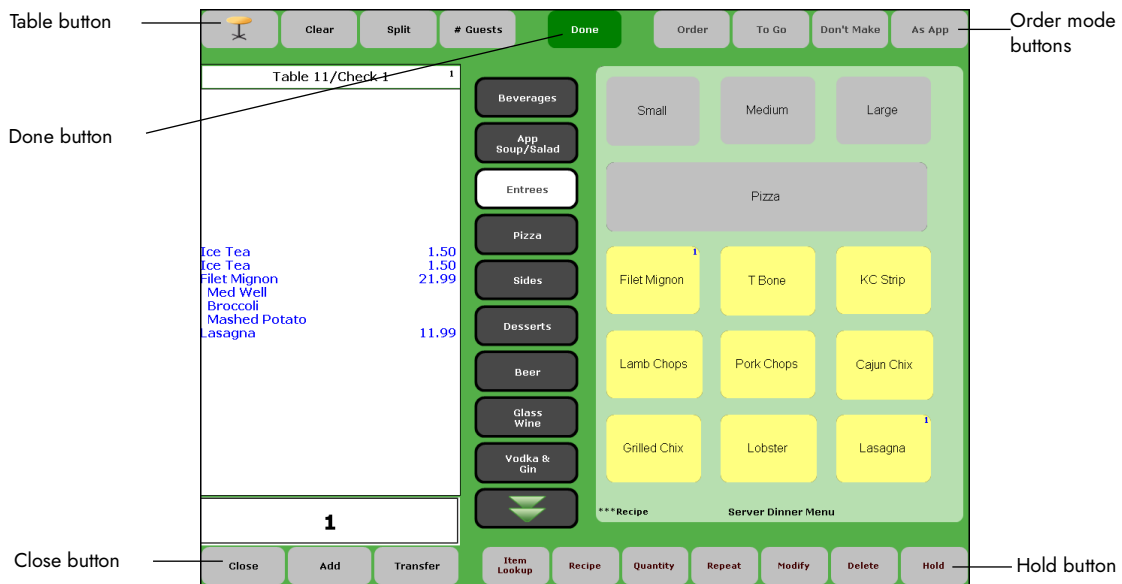 Table button
Clear
Split
# Guests
Done
Order
To Go
Don't Make
As App
Order mode
buttons
Table 11/Check 1
1
Done button
Beverages
App
Soup/Salad
Entrees
Pizza
Sides
Desserts
Beer
Glass
Wine
Vodka &
Gin
Small
Medium
Large
Pizza
Filet Mignon
1
T Bone
KC Strip
Lamb Chops
Pork Chops
Cajun Chix
Grilled Chix
Lobster
Lasagna
1
***Recipe
Server Dinner Menu
Ice Tea 1.50
Ice Tea 1.50
Filet Mignon 21.99
Med Well
Broccoli
Mashed Potato
Lasagna 11.99
1
Close button
Close
Add
Transfer
Item
Lookup
Recipe
Quantity
Repeat
Modify
Delete
Hold
Hold button